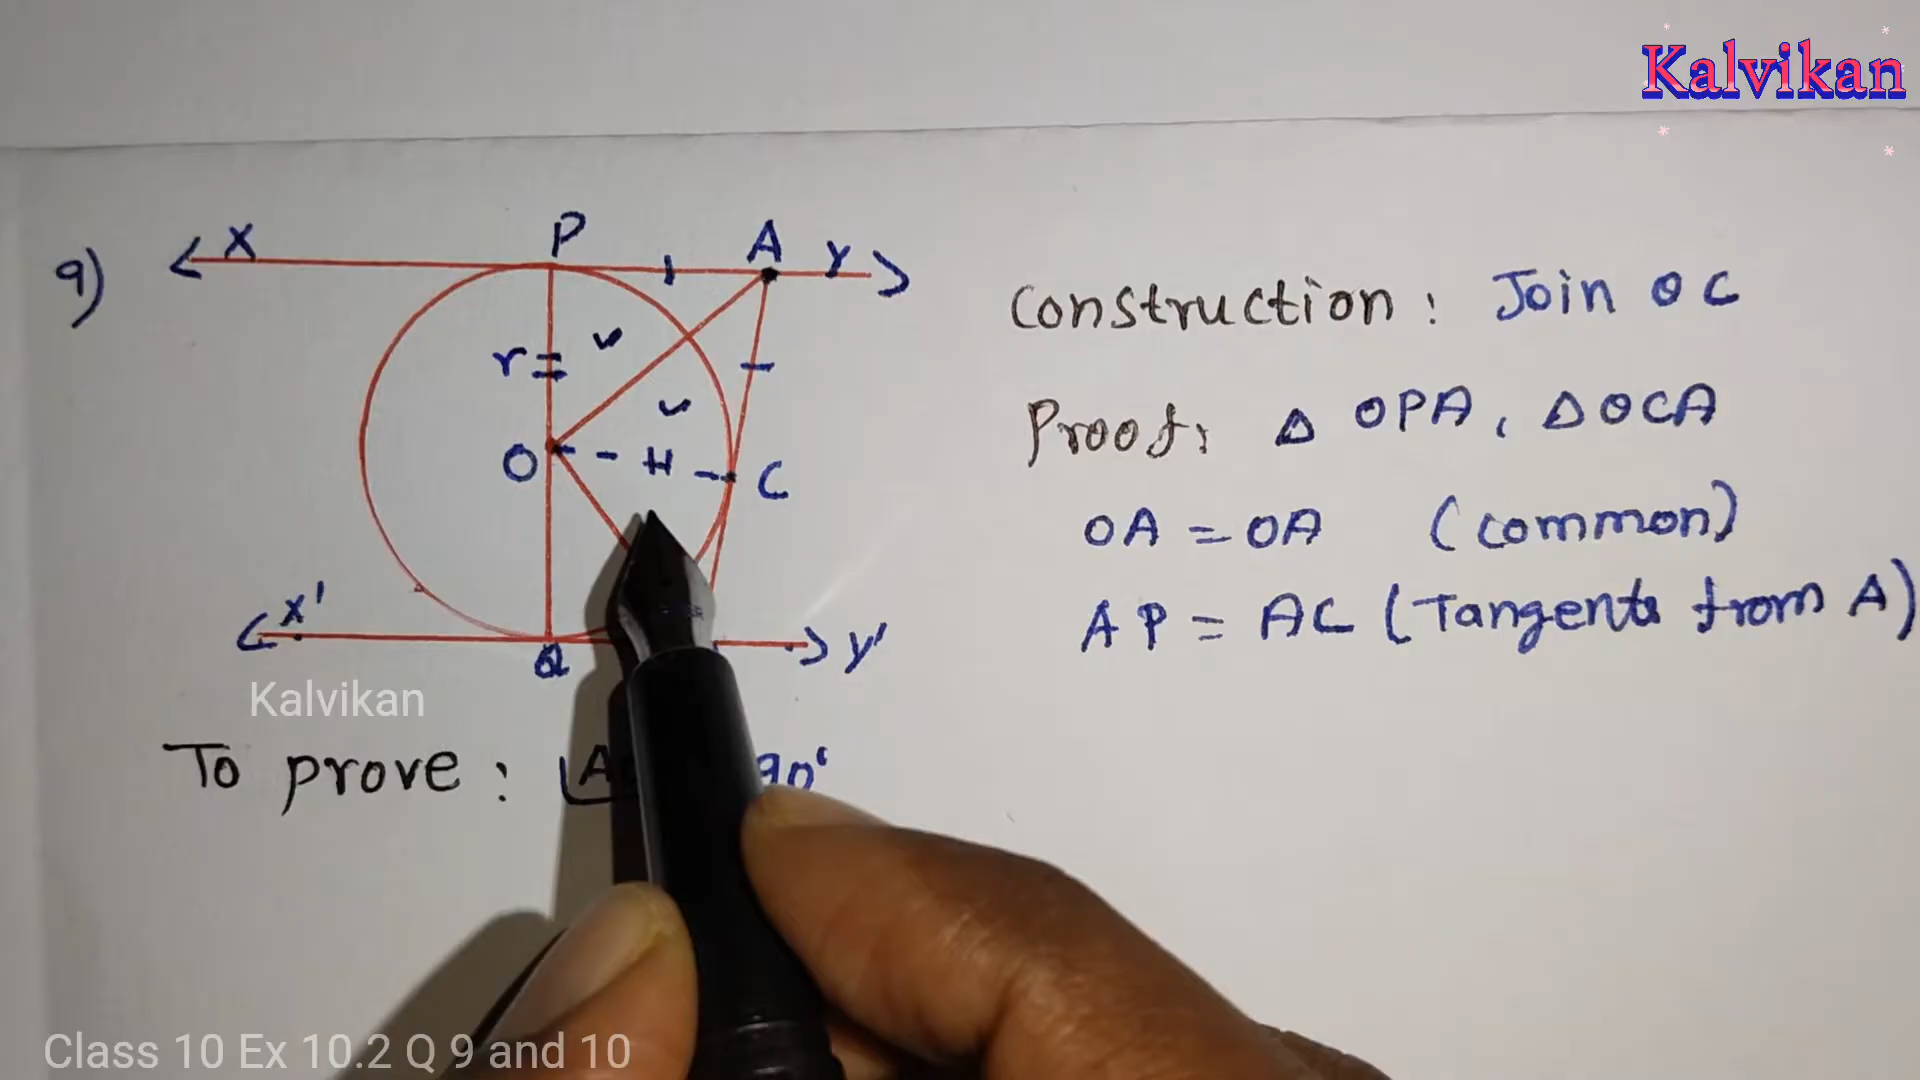 Kalvikan
9) X P A Y
r
O H C
X' Q Y'
Kalvikan
To prove : 90°
Construction : Join OC
Proof: Δ OPA, Δ OCA
OA = OA (common)
AP = AC (Tangents from A)
Class 10 Ex 10.2 Q 9 and 10